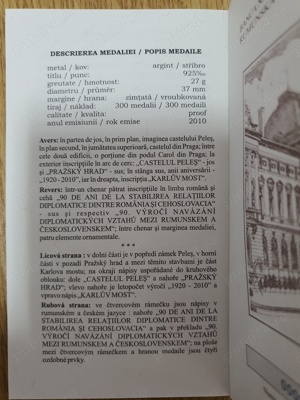 DESCRIEREA MEDALIEI / POPIS MEDAILE
metal / kov: argint / stříbro
titlu / pune: 925‰
greutate / hmotnost: 27 g
diametru / průměr: 37 mm
margine / hrana: zimțată / vroubkovaná
tiraj / náklad: 300 medalii / 300 medailí
calitate / kvalita: proof
anul emisiunii / rok emise: 2010
Avers: în partea de jos, în prim plan, imaginea castelului Peleș,
în plan secund, în jumătatea superioară, castelul din Praga; între
cele două edificii, o porțiune din podul Carol din Praga; la
exterior inscripțiile în arc de cerc: „CASTELUL PELEȘ" - jos
și „PRAŽSKÝ HRAD" - sus; în stânga sus, anii aniversării -
„1920 - 2010", iar în dreapta, inscripția „KARLŮV MOST".
Revers: într-un chenar pătrat inscripțiile în limba română și
cehă „90 DE ANI DE LA STABILIREA RELAȚIILOR
DIPLOMATICE DINTRE ROMÂNIA ȘI CEHOSLOVACIA"
- sus și respectiv „90. VÝROČÍ NAVÁZÁNÍ
DIPLOMATICKÝCH VZTAHŮ MEZI RUMUNSKEM A
ČESKOSLOVENSKEM"; între chenar și marginea medaliei,
patru elemente ornamentale.
* * *
Lícová strana : v dolní části je v popředí zámek Peleș, v horní
části v pozadí Pražský hrad a mezi těmito stavbami je část
Karlova mostu; na okraji nápisy uspořádané do kruhového
oblouku: dole „CASTELUL PELEȘ" a nahoře „PRAŽSKÝ
HRAD"; vlevo nahoře je letopočet výročí „1920 - 2010" a
vpravo nápis „KARLŮV MOST".
Rubová strana: ve čtvercovém rámečku jsou nápisy v
rumunském a českém jazyce: nahoře „90 DE ANI DE LA
STABILIREA RELAȚIILOR DIPLOMATICE DINTRE
ROMÂNIA ȘI CEHOSLOVACIA" a pak v překladu „90.
VÝROČÍ NAVÁZÁNÍ DIPLOMATICKÝCH VZTAHŮ
MEZI RUMUNSKEM A ČESKOSLOVENSKEM"; na ploše
mezi čtvercovým rámečkem a hranou medaile jsou čtyři
ozdobné prvky.